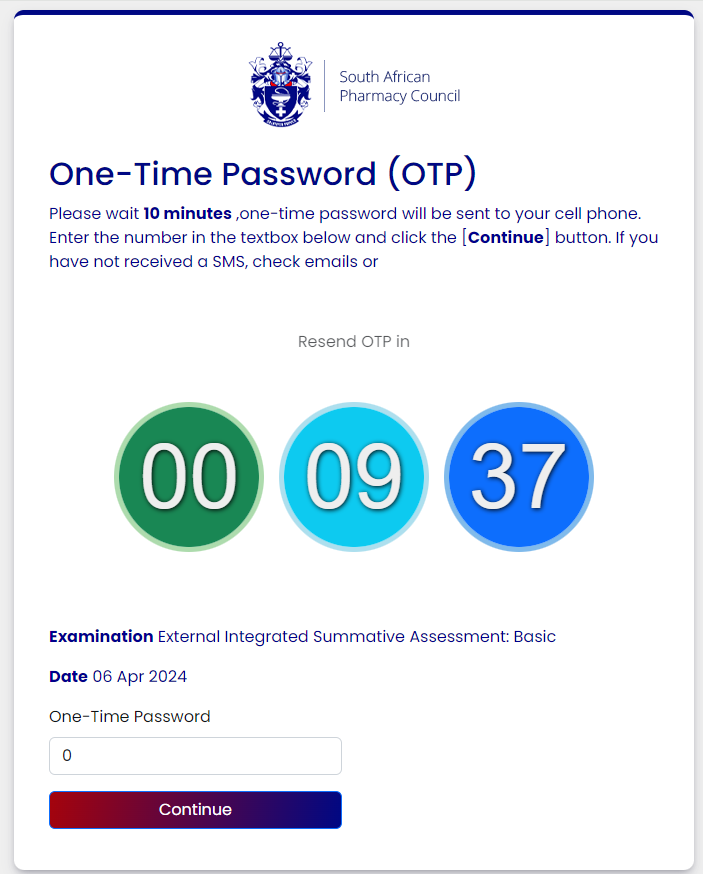 South African
Pharmacy Council
One-Time Password (OTP)
Please wait 10 minutes ,one-time password will be sent to your cell phone.
Enter the number in the textbox below and click the [Continue] button. If you
have not received a SMS, check emails or
Resend OTP in
00 09 37
Examination External Integrated Summative Assessment: Basic
Date 06 Apr 2024
One-Time Password
0
Continue